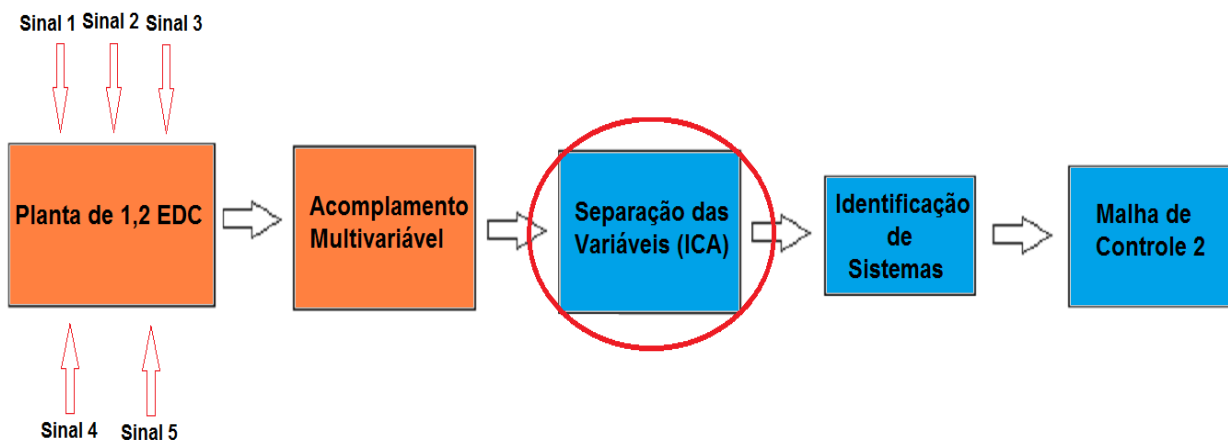 Sinal 1
Sinal 2
Sinal 3
Planta de 1,2 EDC
Acomplamento
Multivariável
Separação das
Variáveis (ICA)
Identificação
de
Sistemas
Malha de
Controle 2
Sinal 4
Sinal 5